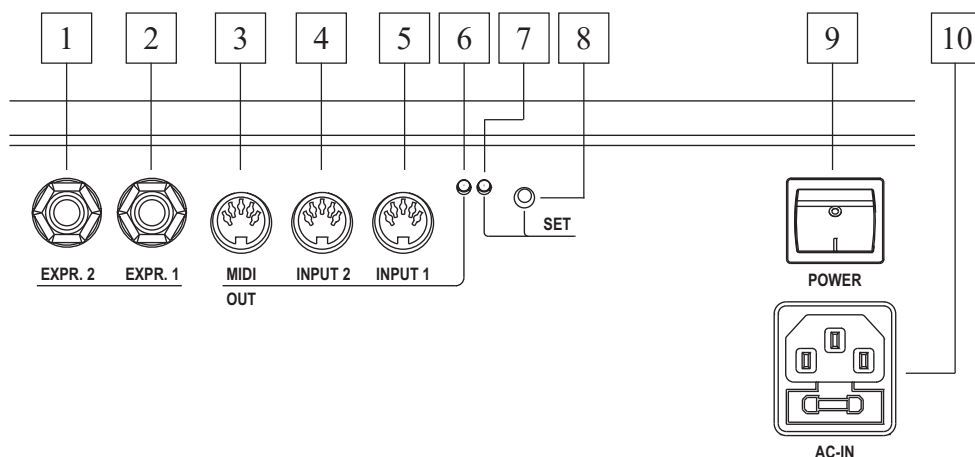 1 2 3 4 5 6 7 8 9 10
SET
EXPR. 2 EXPR. 1 MIDI INPUT 2 INPUT 1
OUT
POWER
AC-IN